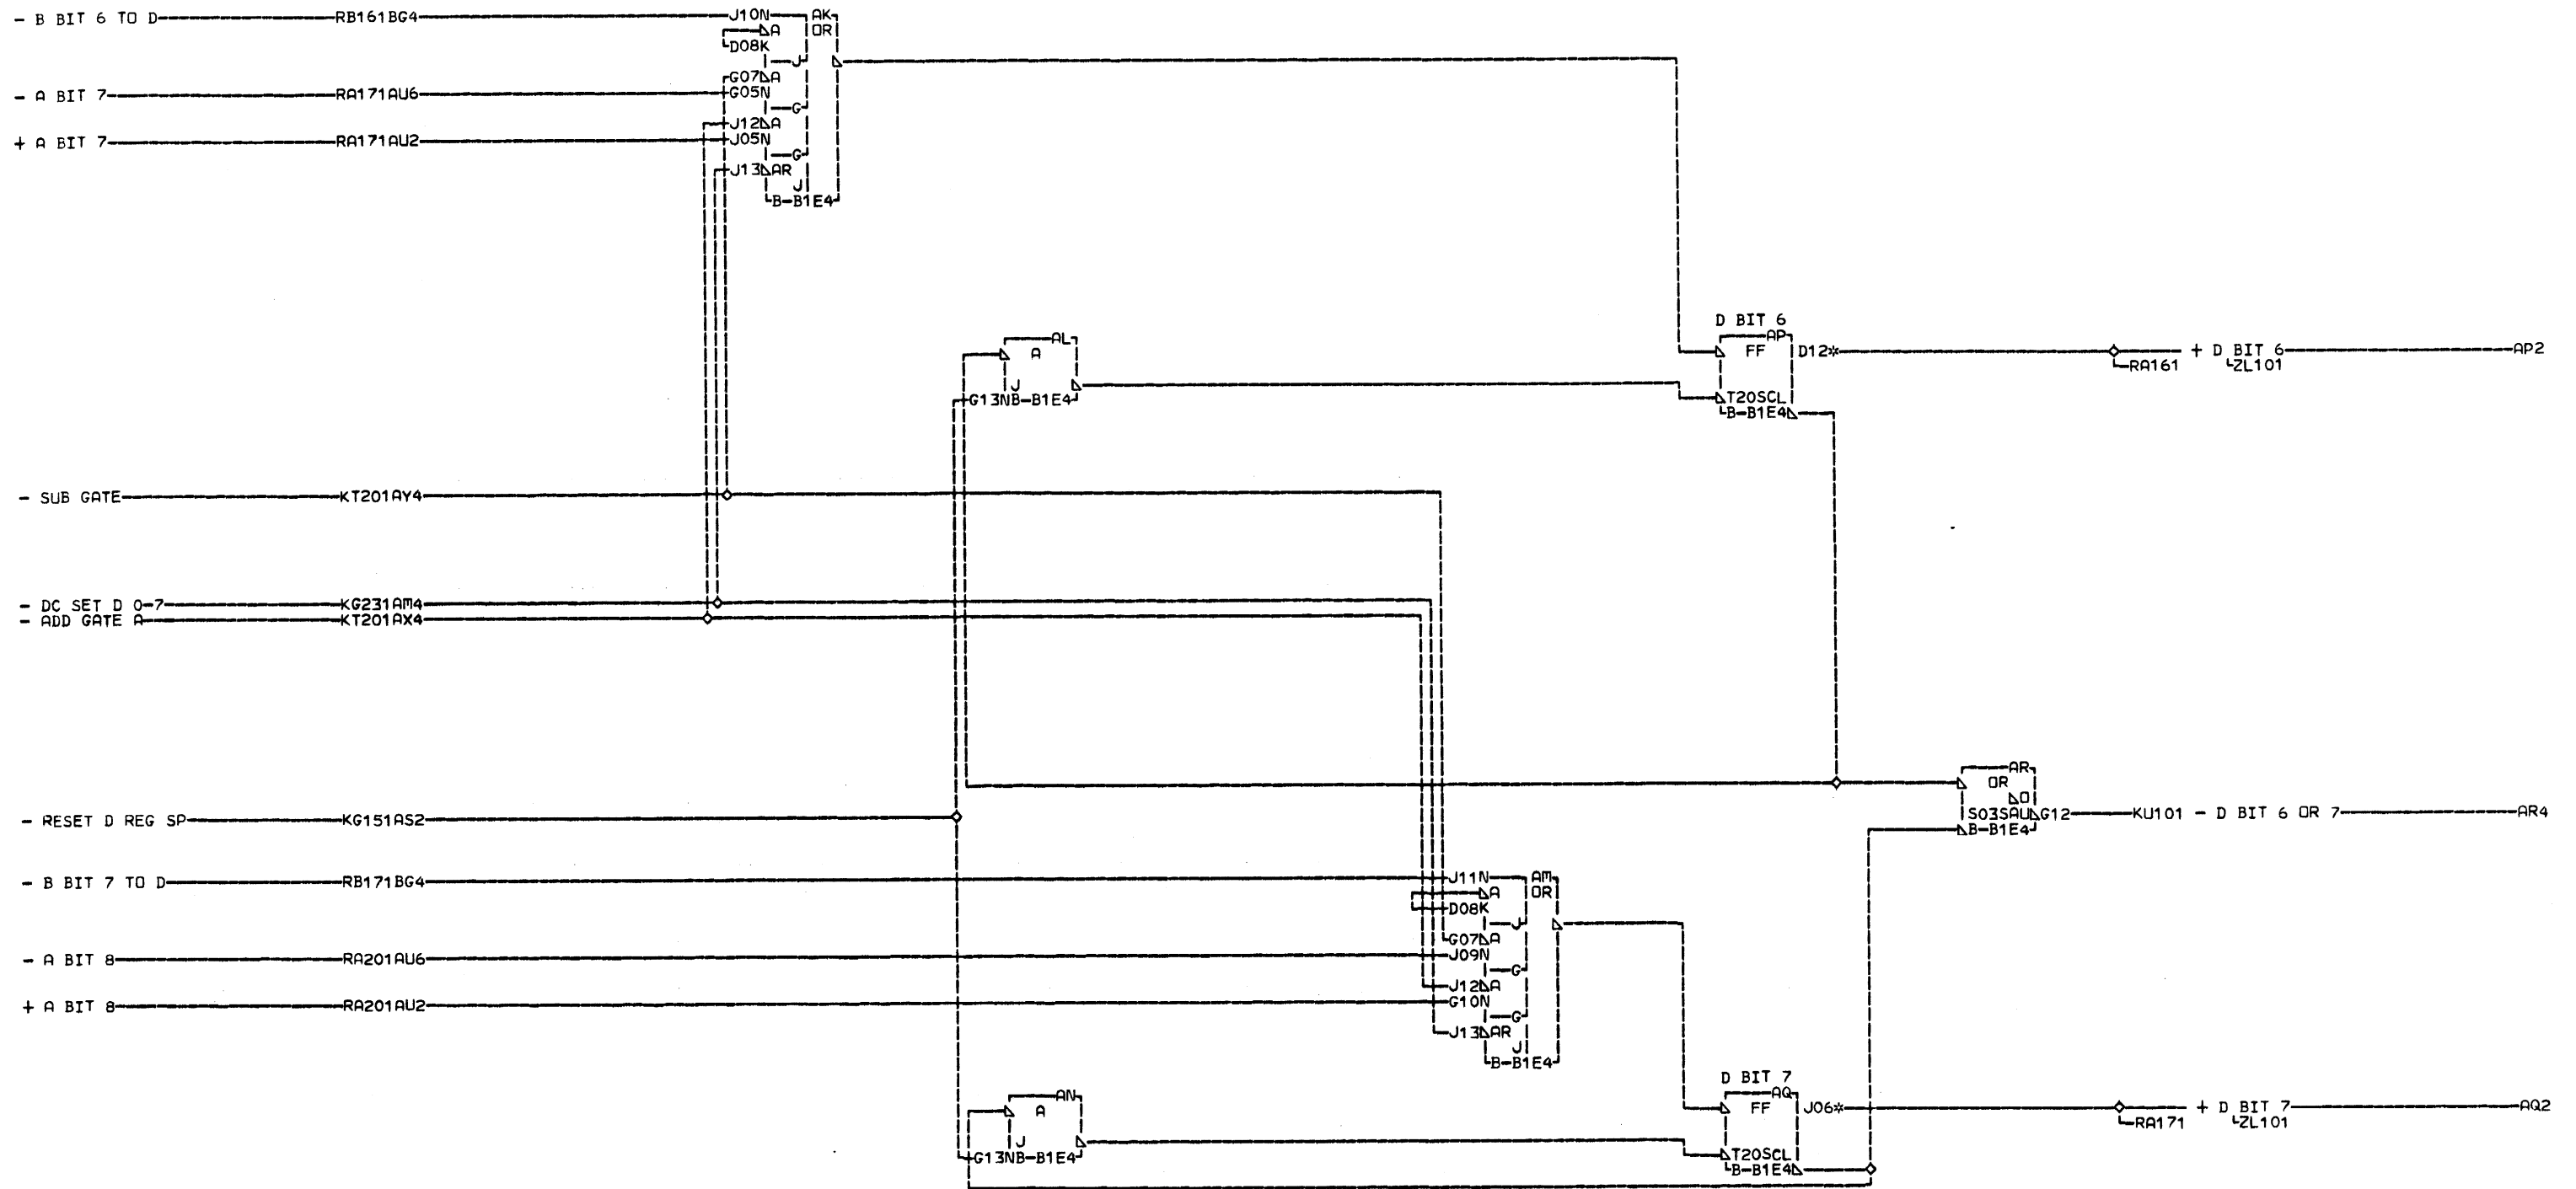 - B BIT 6 TO D RB161BG4 J10N AK
A OR
D08K
J
G07 A
- A BIT 7 RA171AU6 G05N
G
J12 A
+ A BIT 7 RA171AU2 J05N
G
J13 AR
J
B-B1E4
D BIT 6
AL AP
A FF D12* + D BIT 6 AP2
RA161 ZL101
J
G13NB-B1E4 T20SCL
B-B1E4
- SUB GATE KT201AY4
- DC SET D 0-7 KG231AM4
- ADD GATE A KT201AX4
AR
OR
O
- RESET D REG SP KG151AS2 S03SAU G12 KU101 - D BIT 6 OR 7 AR4
B-B1E4
- B BIT 7 TO D RB171BG4 J11N AM
A OR
D08K
J
G07 A
- A BIT 8 RA201AU6 J09N
G
J12 A
+ A BIT 8 RA201AU2 G10N
G
J13 AR
J
B-B1E4
D BIT 7
AN AQ
A FF J06* + D BIT 7 AQ2
RA171 ZL101
J
G13NB-B1E4 T20SCL
B-B1E4